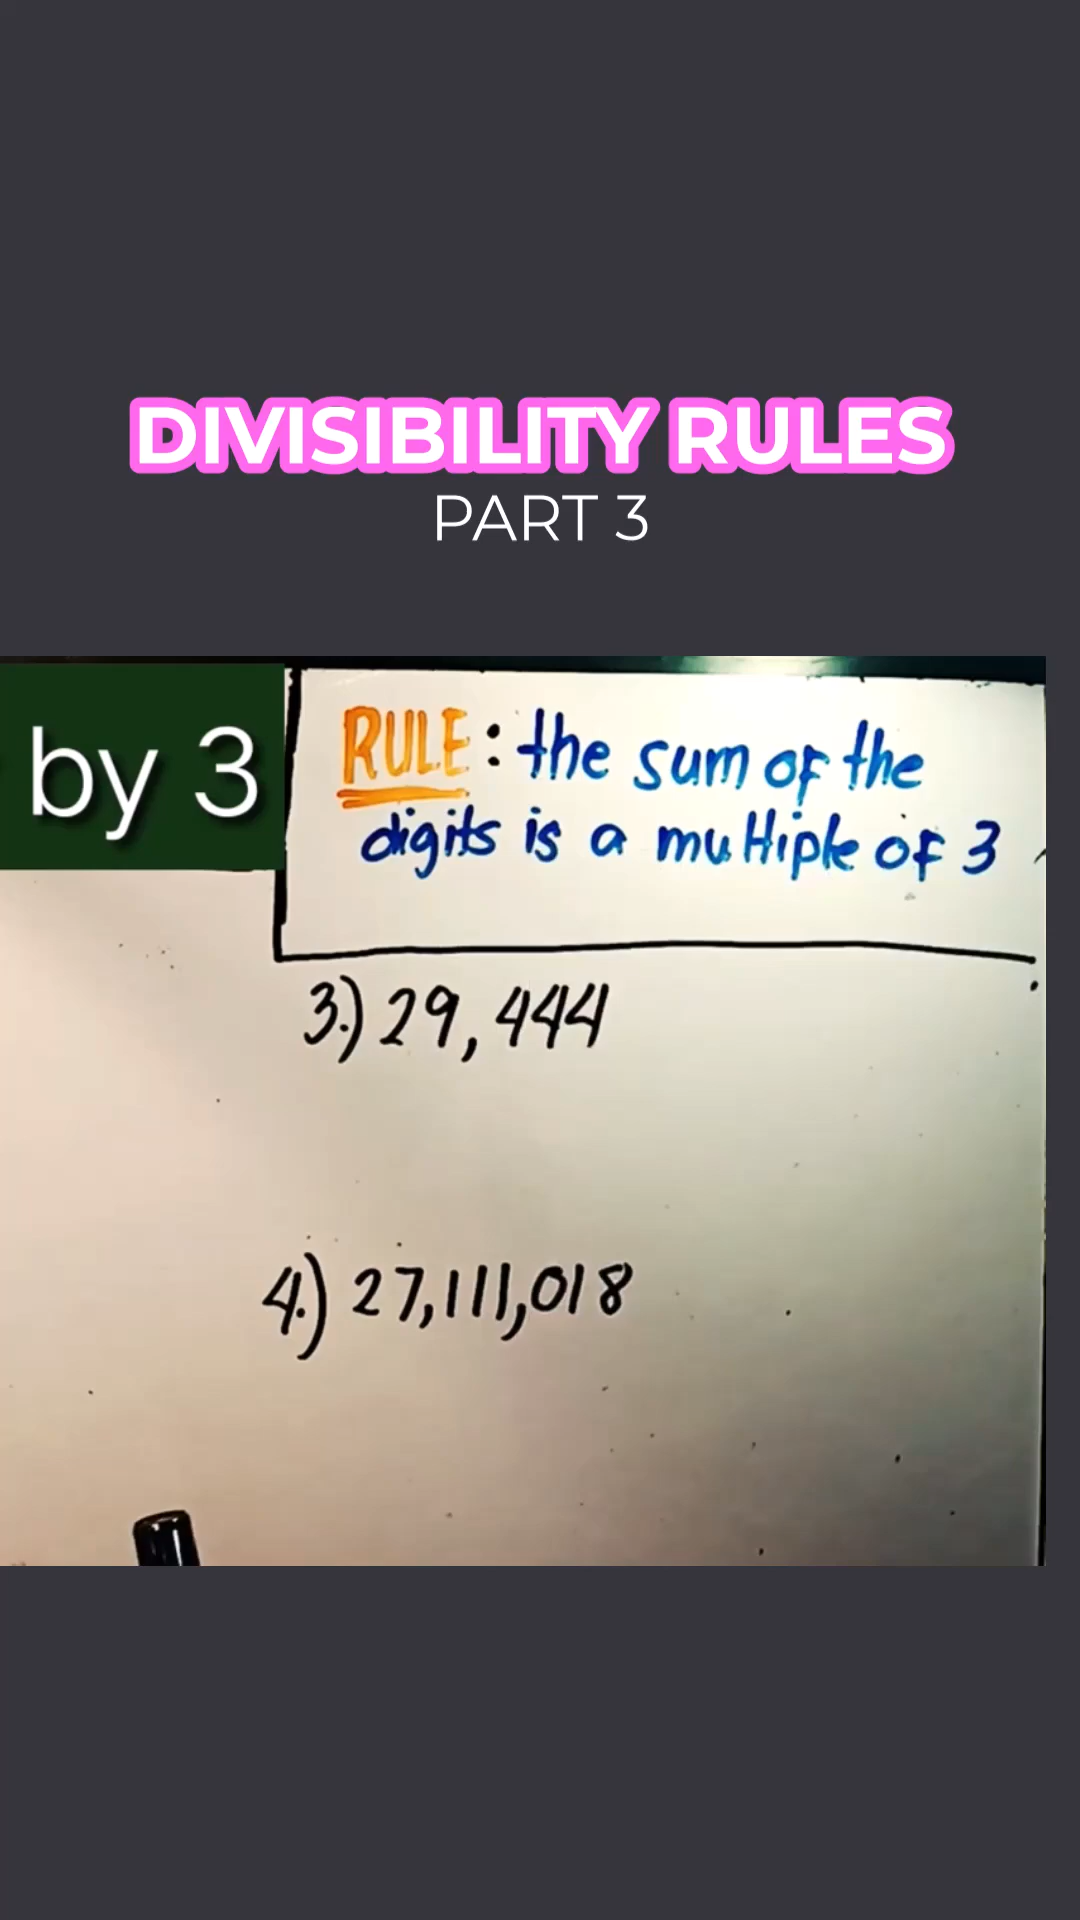 DIVISIBILITY RULES
PART 3
by 3
RULE: the sum of the
digits is a multiple of 3
3.) 29,444
4.) 27,111,018